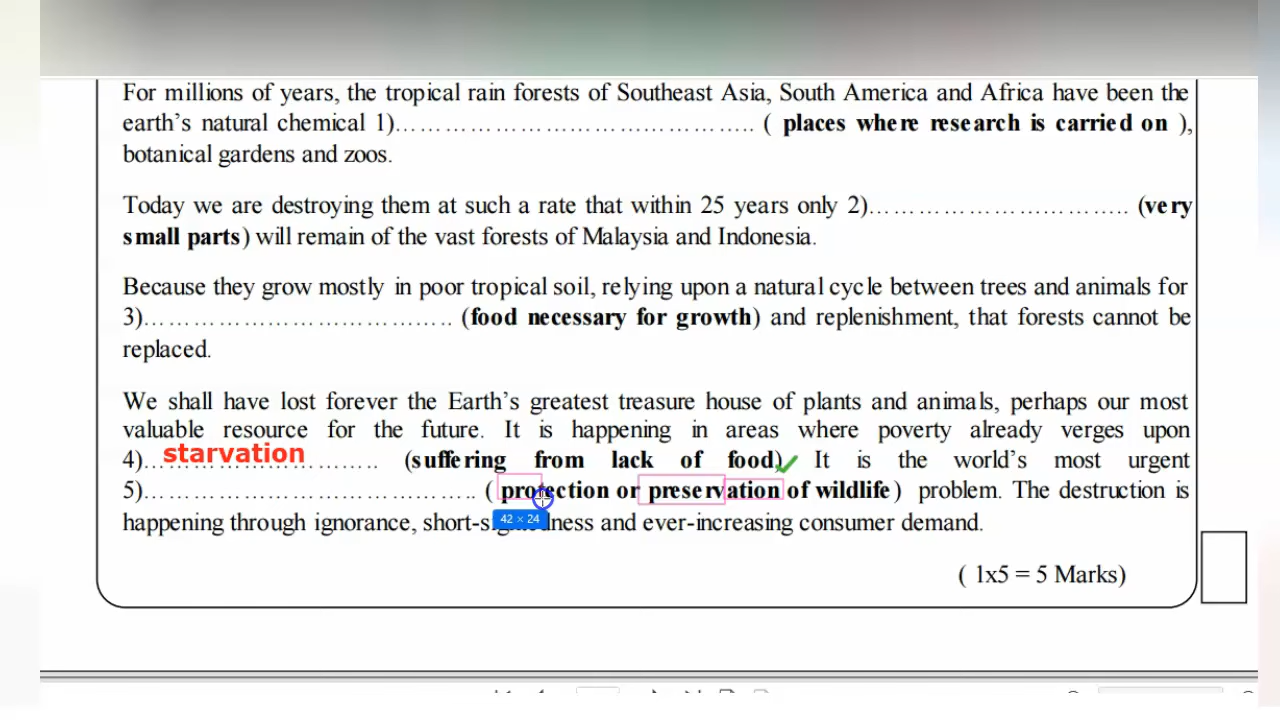 For millions of years, the tropical rain forests of Southeast Asia, South America and Africa have been the
earth's natural chemical 1)………………………………….. ( places where research is carried on ),
botanical gardens and zoos.
Today we are destroying them at such a rate that within 25 years only 2)………………………….. (very
small parts) will remain of the vast forests of Malaysia and Indonesia.
Because they grow mostly in poor tropical soil, relying upon a natural cycle between trees and animals for
3)……………………………….. (food necessary for growth) and replenishment, that forests cannot be
replaced.
We shall have lost forever the Earth's greatest treasure house of plants and animals, perhaps our most
valuable resource for the future. It is happening in areas where poverty already verges upon
4)… starvation …….. (suffering from lack of food) It is the world's most urgent
5)………………………………….. ( protection or preservation of wildlife) problem. The destruction is
42 × 24
happening through ignorance, short-sightedness and ever-increasing consumer demand.
( 1x5 = 5 Marks)